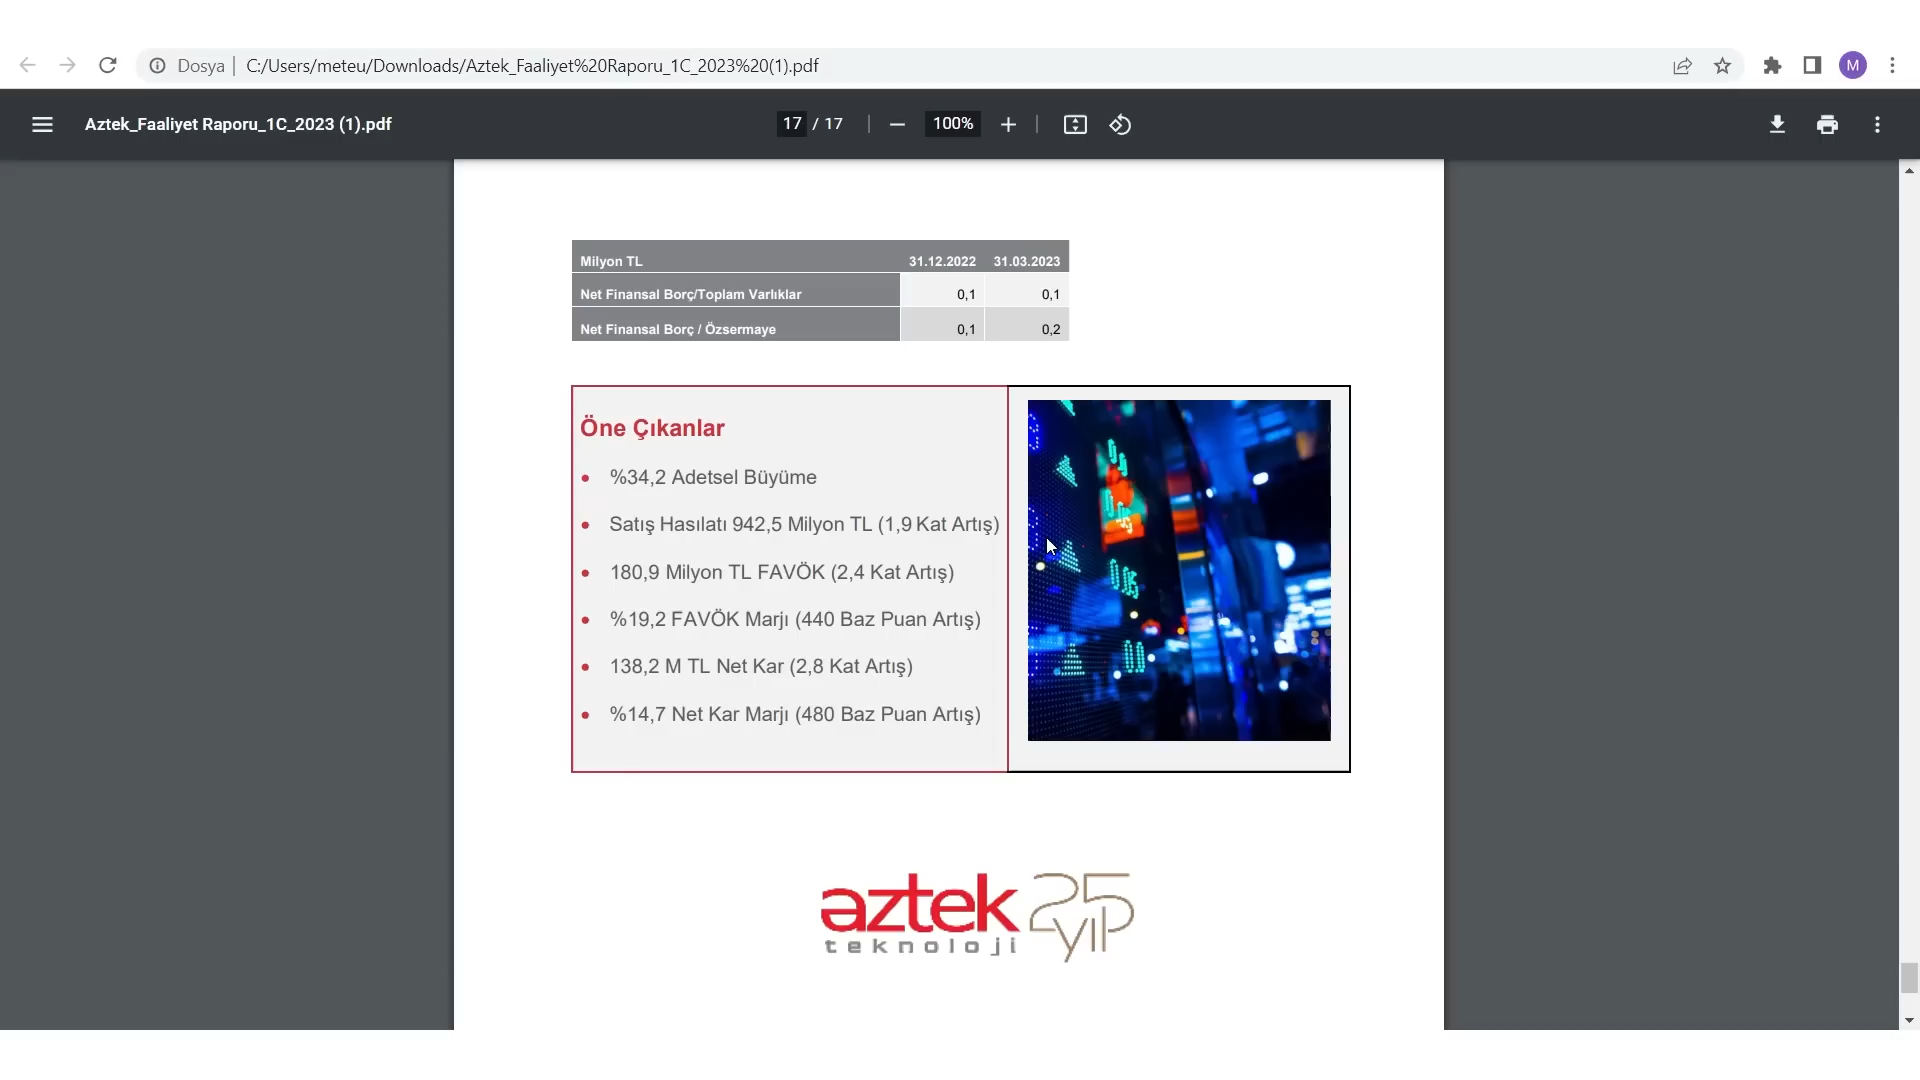 Dosya | C:/Users/meteu/Downloads/Aztek_Faaliyet%20Raporu_1C_2023%20(1).pdf
M
Aztek_Faaliyet Raporu_1C_2023 (1).pdf
17 / 17
100%
Milyon TL 31.12.2022 31.03.2023
Net Finansal Borç/Toplam Varlıklar 0,1 0,1
Net Finansal Borç / Özsermaye 0,1 0,2
Öne Çıkanlar
• %34,2 Adetsel Büyüme
• Satış Hasılatı 942,5 Milyon TL (1,9 Kat Artış)
• 180,9 Milyon TL FAVÖK (2,4 Kat Artış)
• %19,2 FAVÖK Marjı (440 Baz Puan Artış)
• 138,2 M TL Net Kar (2,8 Kat Artış)
• %14,7 Net Kar Marjı (480 Baz Puan Artış)
aztek 25
teknoloji yıl